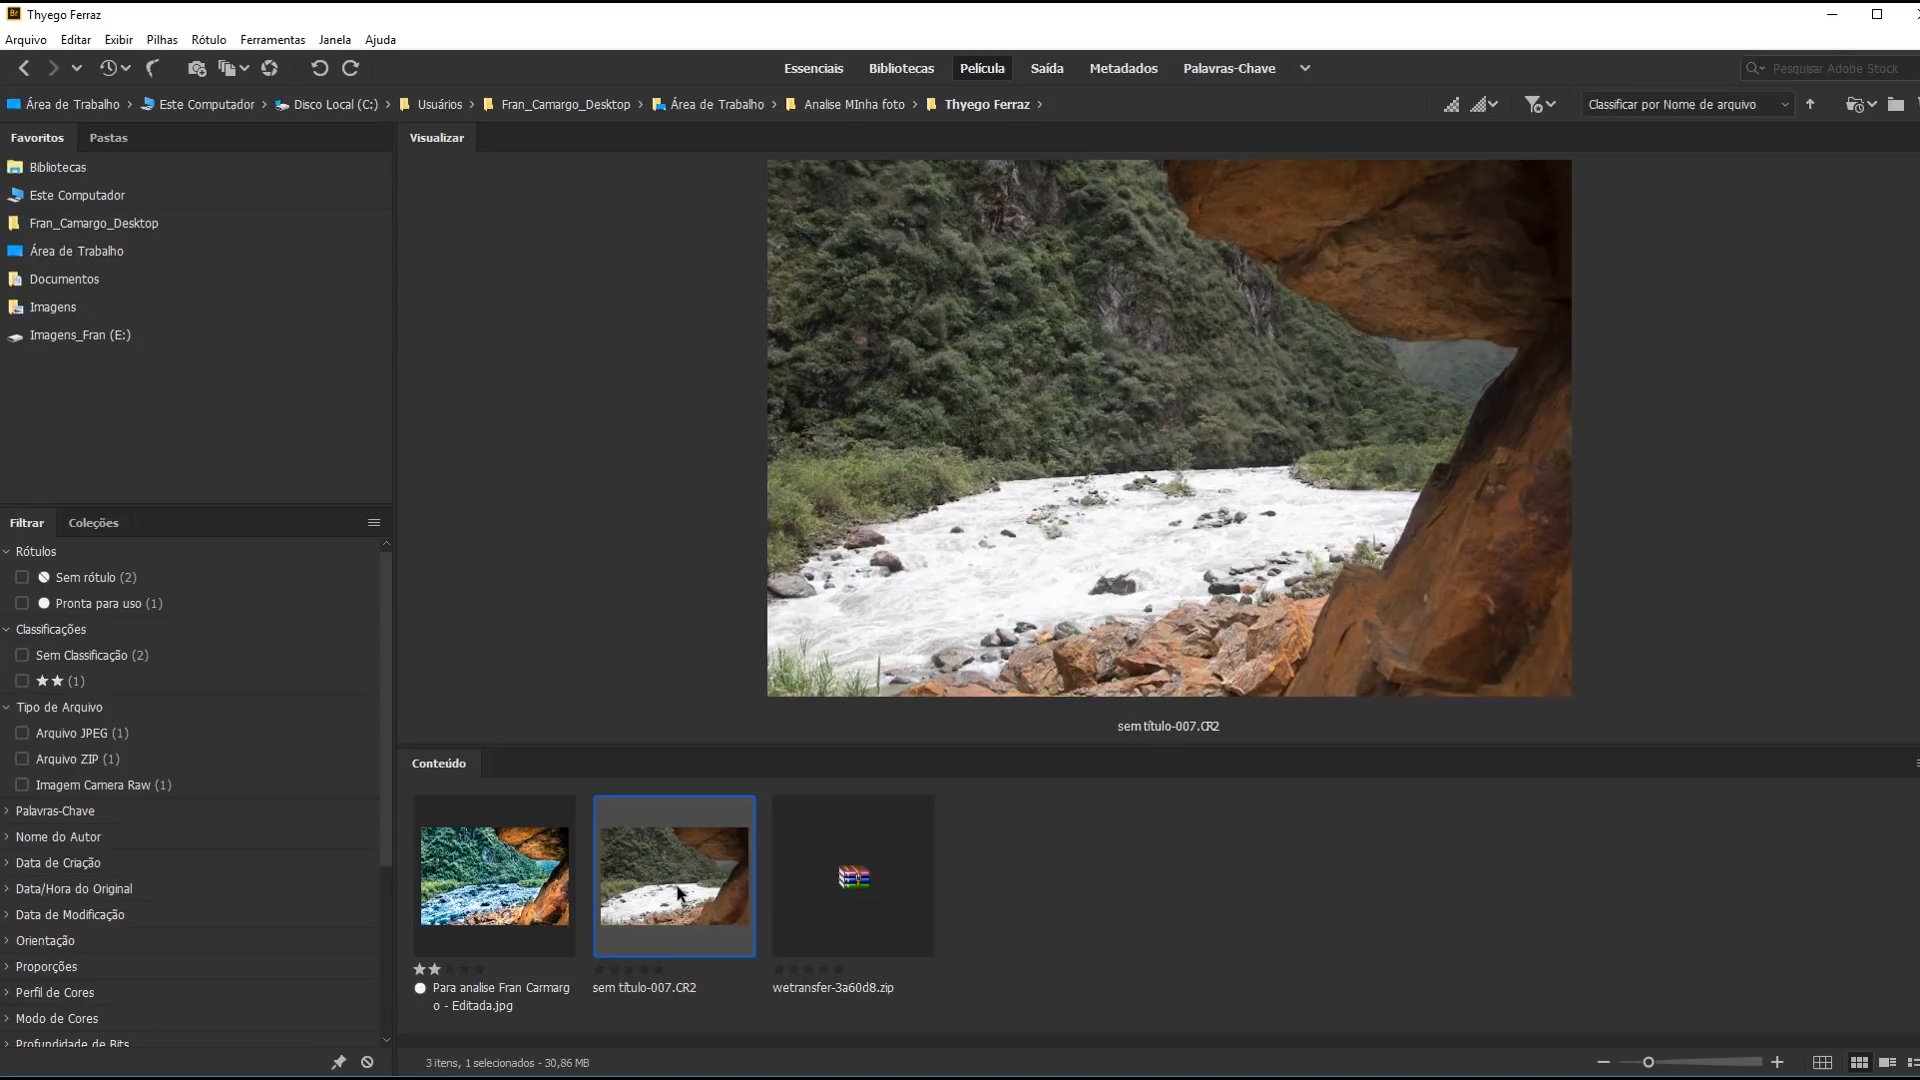 Br Thyego Ferraz
Arquivo Editar Exibir Pilhas Rótulo Ferramentas Janela Ajuda
Essenciais Bibliotecas Película Saída Metadados Palavras-Chave Pesquisar Adobe Stock
Área de Trabalho Este Computador Disco Local (C:) Usuários Fran_Camargo_Desktop Área de Trabalho Analise MInha foto Thyego Ferraz Classificar por Nome de arquivo
Favoritos Pastas
Bibliotecas
Este Computador
Fran_Camargo_Desktop
Área de Trabalho
Documentos
Imagens
Imagens_Fran (E:)
Filtrar Coleções
Rótulos
Sem rótulo (2)
Pronta para uso (1)
Classificações
Sem Classificação (2)
★★ (1)
Tipo de Arquivo
Arquivo JPEG (1)
Arquivo ZIP (1)
Imagem Camera Raw (1)
Palavras-Chave
Nome do Autor
Data de Criação
Data/Hora do Original
Data de Modificação
Orientação
Proporções
Perfil de Cores
Modo de Cores
Profundidade de Bits
Visualizar
sem título-007.CR2
Conteúdo
Para analise Fran Carmarg
o - Editada.jpg
sem título-007.CR2
wetransfer-3a60d8.zip
3 itens, 1 selecionados - 30,86 MB